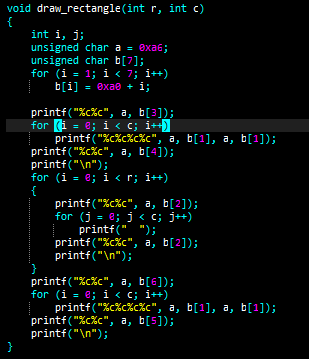 void draw_rectangle(int r, int c)
{
    int i, j;
    unsigned char a = 0xa6;
    unsigned char b[7];
    for (i = 1; i < 7; i++)
        b[i] = 0xa0 + i;

    printf("%c%c", a, b[3]);
    for (i = 0; i < c; i++)
        printf("%c%c%c%c", a, b[1], a, b[1]);
    printf("%c%c", a, b[4]);
    printf("\n");
    for (i = 0; i < r; i++)
    {
        printf("%c%c", a, b[2]);
        for (j = 0; j < c; j++)
            printf("  ");
        printf("%c%c", a, b[2]);
        printf("\n");
    }
    printf("%c%c", a, b[6]);
    for (i = 0; i < c; i++)
        printf("%c%c%c%c", a, b[1], a, b[1]);
    printf("%c%c", a, b[5]);
    printf("\n");
}